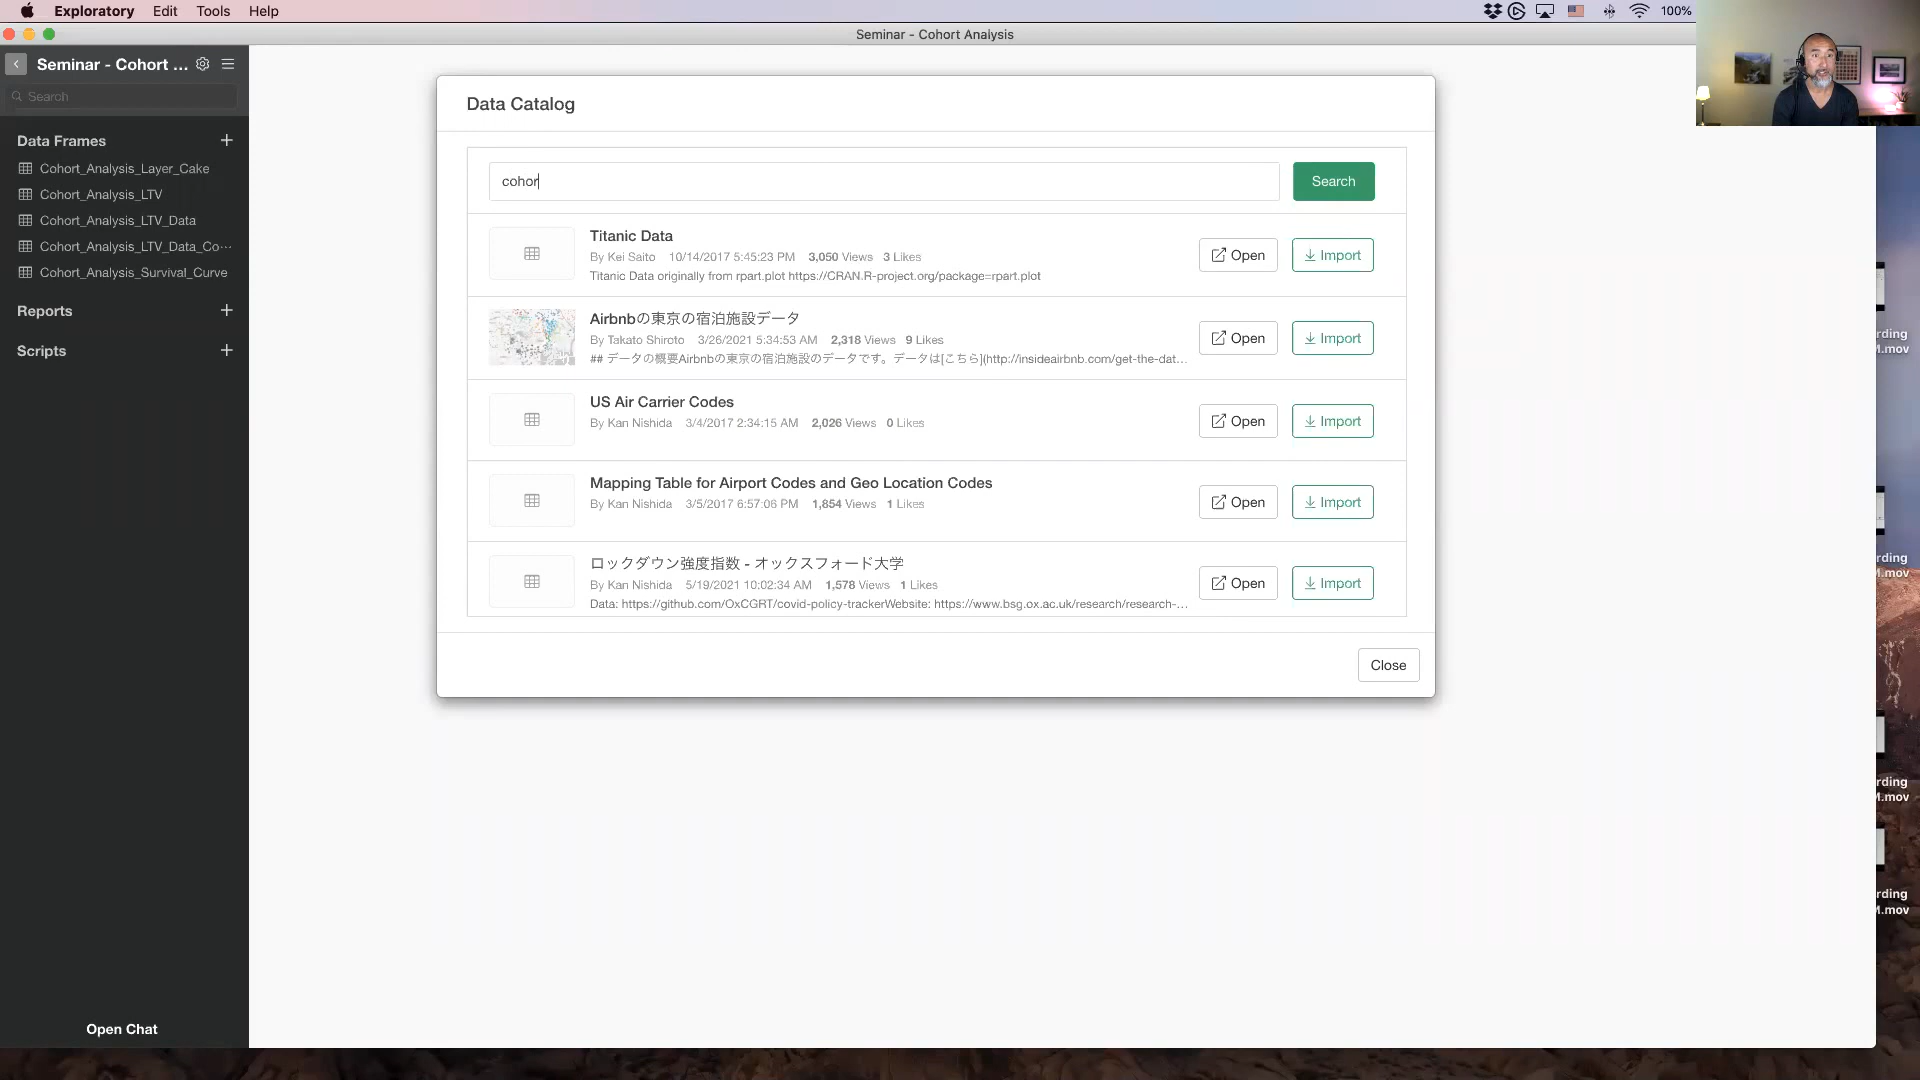 Exploratory Edit Tools Help 100%
Seminar - Cohort Analysis
Seminar - Cohort ...
Search
Data Frames
Cohort_Analysis_Layer_Cake
Cohort_Analysis_LTV
Cohort_Analysis_LTV_Data
Cohort_Analysis_LTV_Data_Co···
Cohort_Analysis_Survival_Curve
Reports
Scripts
Open Chat
Data Catalog
cohor
Search
Titanic Data
By Kei Saito 10/14/2017 5:45:23 PM 3,050 Views 3 Likes
Titanic Data originally from rpart.plot https://CRAN.R-project.org/package=rpart.plot
Open Import
Airbnbの東京の宿泊施設データ
By Takato Shiroto 3/26/2021 5:34:53 AM 2,318 Views 9 Likes
## データの概要Airbnbの東京の宿泊施設のデータです。データは[こちら](http://insideairbnb.com/get-the-dat...
Open Import
US Air Carrier Codes
By Kan Nishida 3/4/2017 2:34:15 AM 2,026 Views 0 Likes
Open Import
Mapping Table for Airport Codes and Geo Location Codes
By Kan Nishida 3/5/2017 6:57:06 PM 1,854 Views 1 Likes
Open Import
ロックダウン強度指数 - オックスフォード大学
By Kan Nishida 5/19/2021 10:02:34 AM 1,578 Views 1 Likes
Data: https://github.com/OxCGRT/covid-policy-trackerWebsite: https://www.bsg.ox.ac.uk/research/research-...
Open Import
Close
rding
M.mov
rding
M.mov
rding
M.mov
rding
M.mov